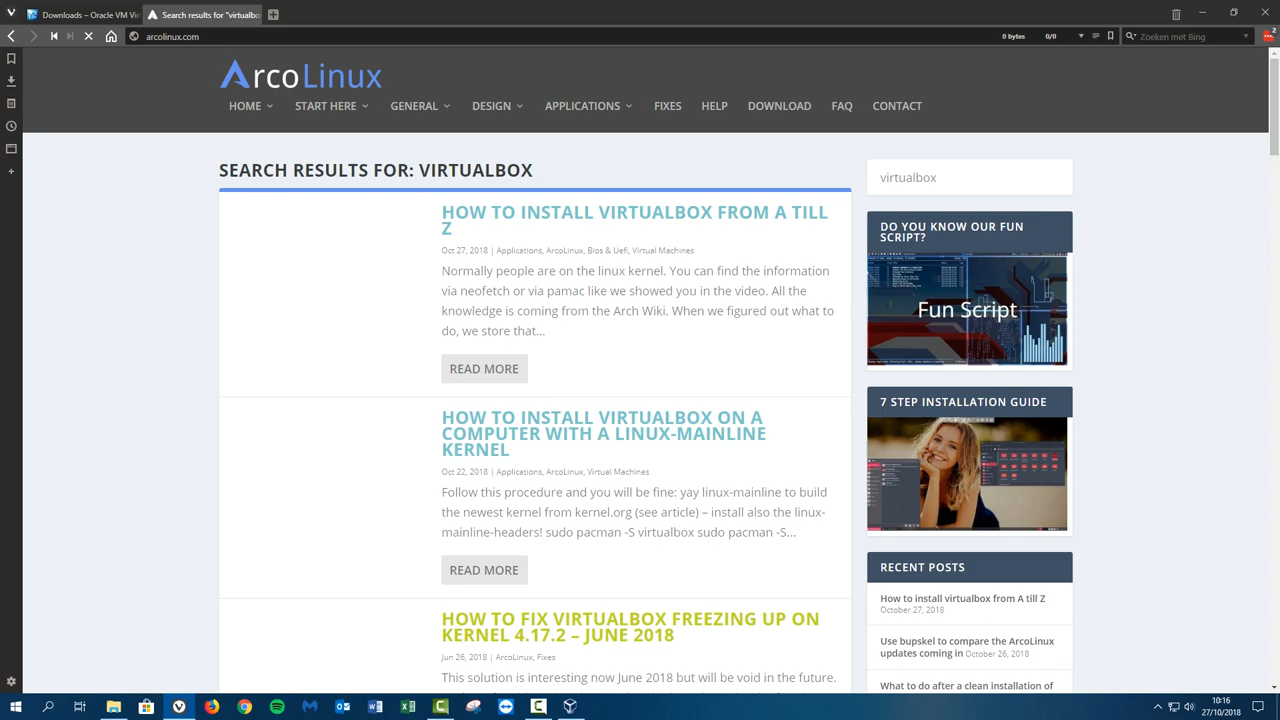 Downloads – Oracle VM Vir
Search results for "virtualbo
arcolinux.com
0 bytes
0/0
Zoeken met Bing
2
ArcoLinux
HOME
START HERE
GENERAL
DESIGN
APPLICATIONS
FIXES
HELP
DOWNLOAD
FAQ
CONTACT
SEARCH RESULTS FOR: VIRTUALBOX
HOW TO INSTALL VIRTUALBOX FROM A TILL
Z
Oct 27, 2018 | Applications, ArcoLinux, Bios & Uefi, Virtual Machines
Normally people are on the linux kernel. You can find the information
via neofetch or via pamac like we showed you in the video. All the
knowledge is coming from the Arch Wiki. When we figured out what to
do, we store that...
READ MORE
HOW TO INSTALL VIRTUALBOX ON A
COMPUTER WITH A LINUX-MAINLINE
KERNEL
Oct 22, 2018 | Applications, ArcoLinux, Virtual Machines
Follow this procedure and you will be fine: yay linux-mainline to build
the newest kernel from kernel.org (see article) – install also the linux-
mainline-headers! sudo pacman -S virtualbox sudo pacman -S...
READ MORE
HOW TO FIX VIRTUALBOX FREEZING UP ON
KERNEL 4.17.2 – JUNE 2018
Jun 26, 2018 | ArcoLinux, Fixes
This solution is interesting now June 2018 but will be void in the future.
virtualbox
DO YOU KNOW OUR FUN
SCRIPT?
Fun Script
7 STEP INSTALLATION GUIDE
RECENT POSTS
How to install virtualbox from A till Z
October 27, 2018
Use bupskel to compare the ArcoLinux
updates coming in October 26, 2018
What to do after a clean installation of
10:16
27/10/2018